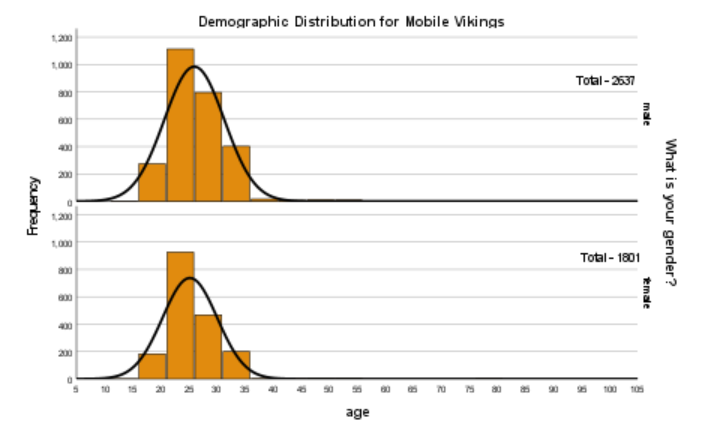 Demographic Distribution for Mobile Vikings
1,200
1,000
800
600
400
200
0
Total - 2637
male
1,200
1,000
800
600
400
200
0
Total - 1801
female
Frequency
What is your gender?
5 10 15 20 25 30 35 40 45 50 55 60 65 70 75 80 85 90 95 100 105
age